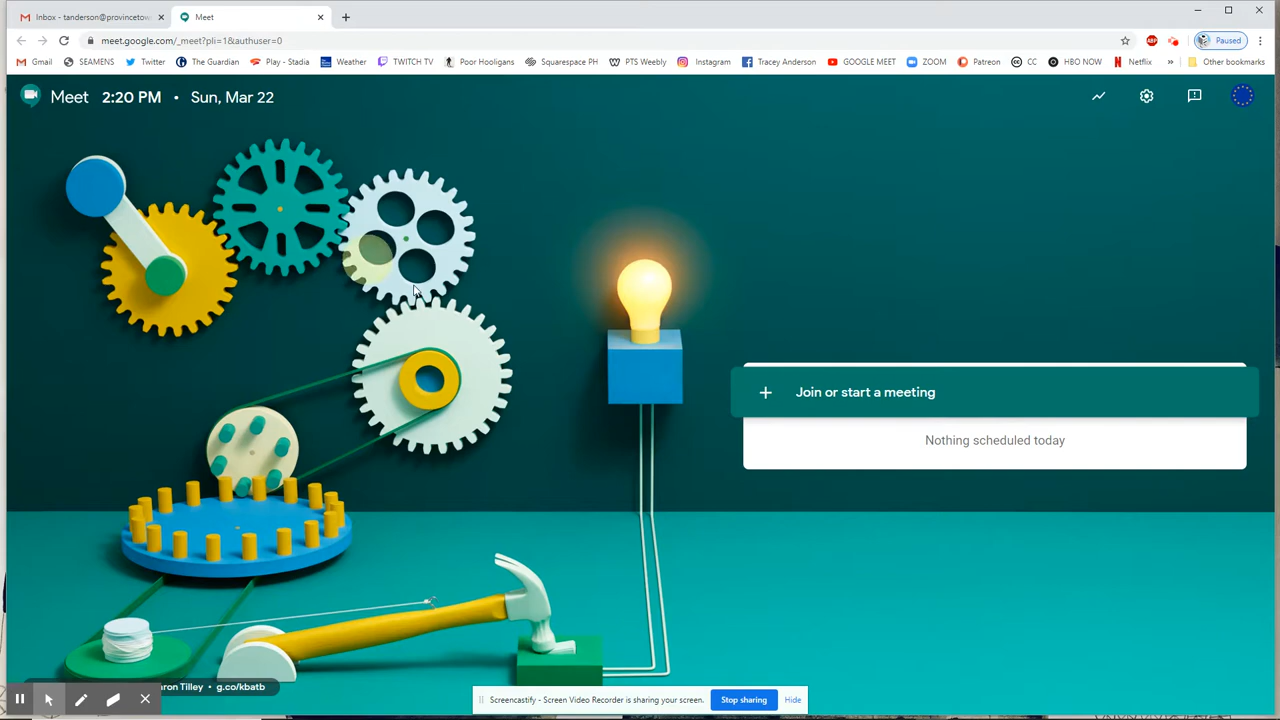 Inbox - tanderson@provincetow
Meet
meet.google.com/_meet?pli=1&authuser=0
Paused
Gmail
SEAMENS
Twitter
The Guardian
Play - Stadia
Weather
TWITCH TV
Poor Hooligans
Squarespace PH
PTS Weekly
Instagram
Tracey Anderson
GOOGLE MEET
ZOOM
Patreon
CC
HBO NOW
Netflix
Other bookmarks
Meet 2:20 PM • Sun, Mar 22
Join or start a meeting
Nothing scheduled today
aron Tilley • g.co/kbatb
Screencastify - Screen Video Recorder is sharing your screen.
Stop sharing
Hide